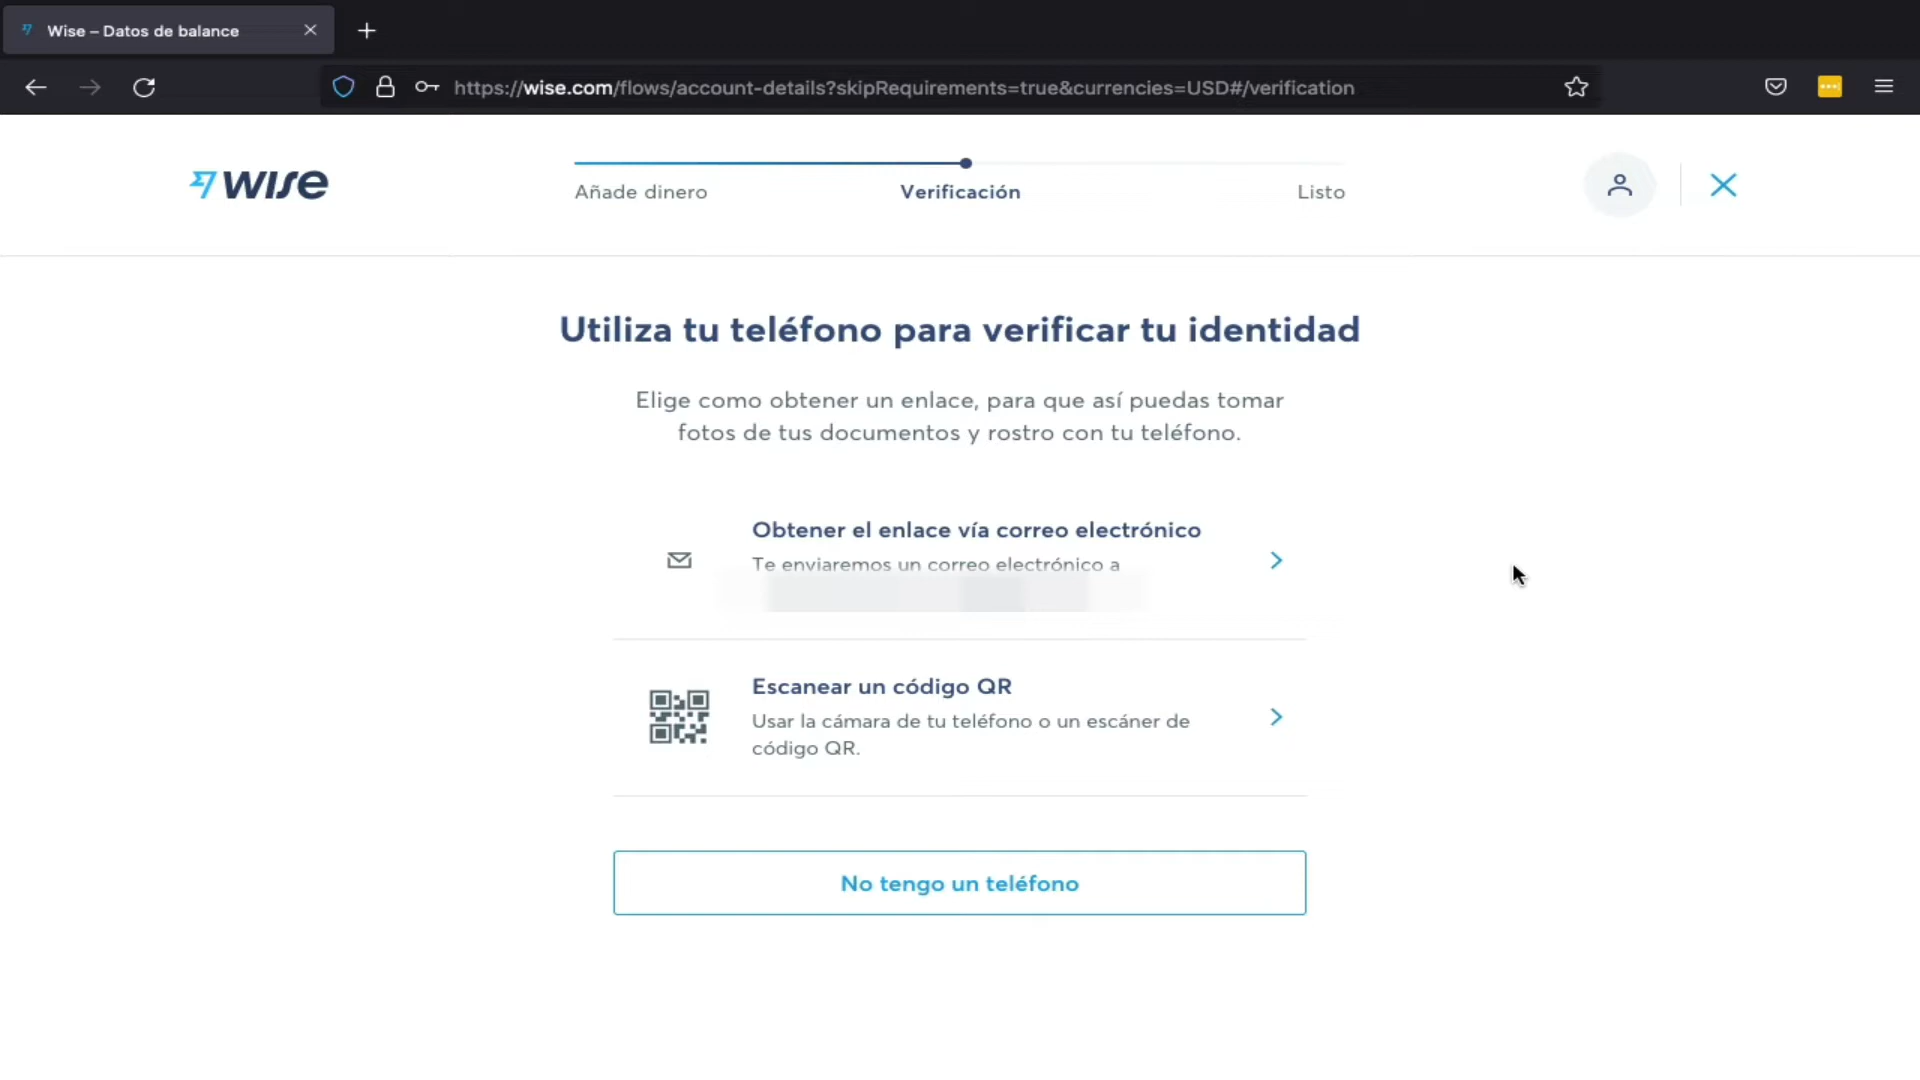 Wise – Datos de balance
https://wise.com/flows/account-details?skipRequirements=true&currencies=USD#/verification
WISE
Añade dinero
Verificación
Listo
Utiliza tu teléfono para verificar tu identidad
Elige como obtener un enlace, para que así puedas tomar
fotos de tus documentos y rostro con tu teléfono.
Obtener el enlace vía correo electrónico
Te enviaremos un correo electrónico a
Escanear un código QR
Usar la cámara de tu teléfono o un escáner de
código QR.
No tengo un teléfono